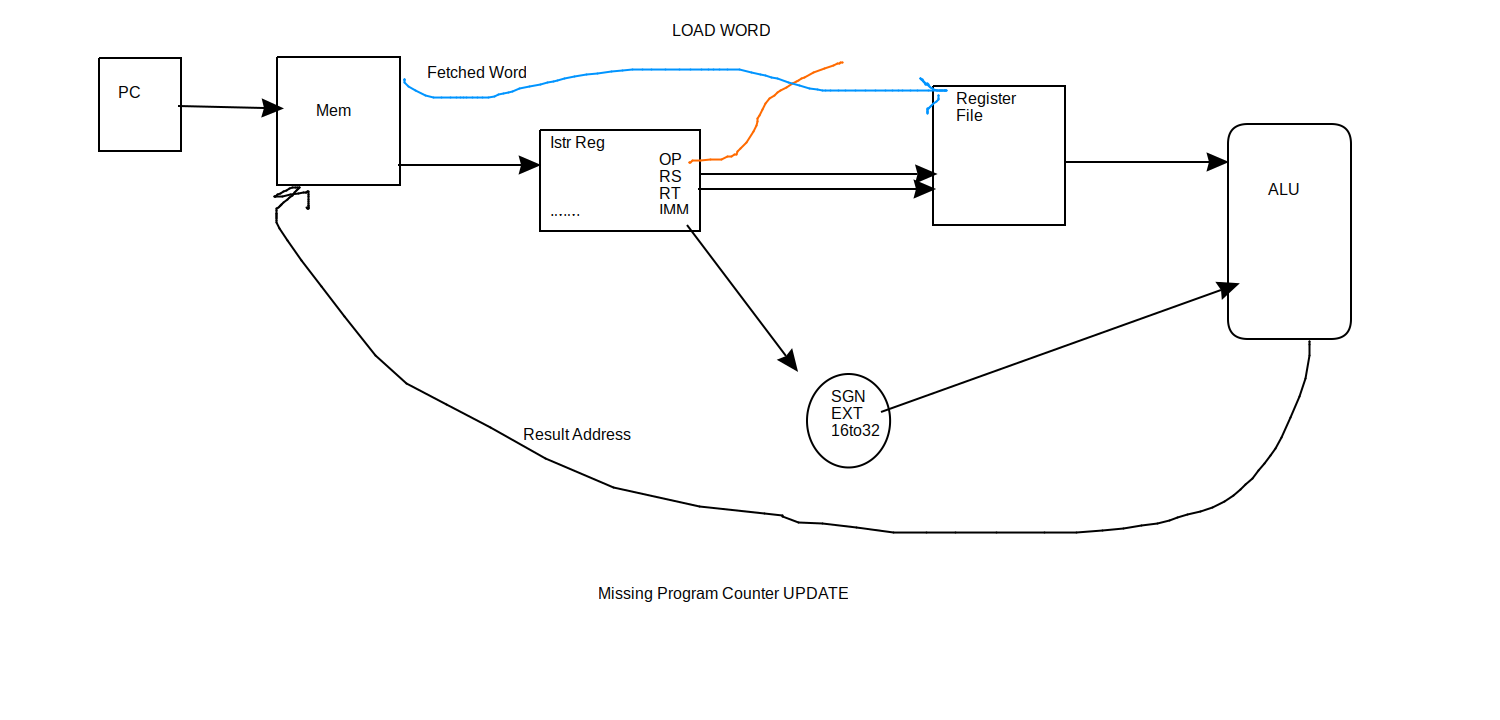 LOAD WORD
PC
Mem
Fetched Word
Register
File
Istr Reg
OP
RS
RT
IMM
.......
ALU
SGN
EXT
16to32
Result Address
Missing Program Counter UPDATE